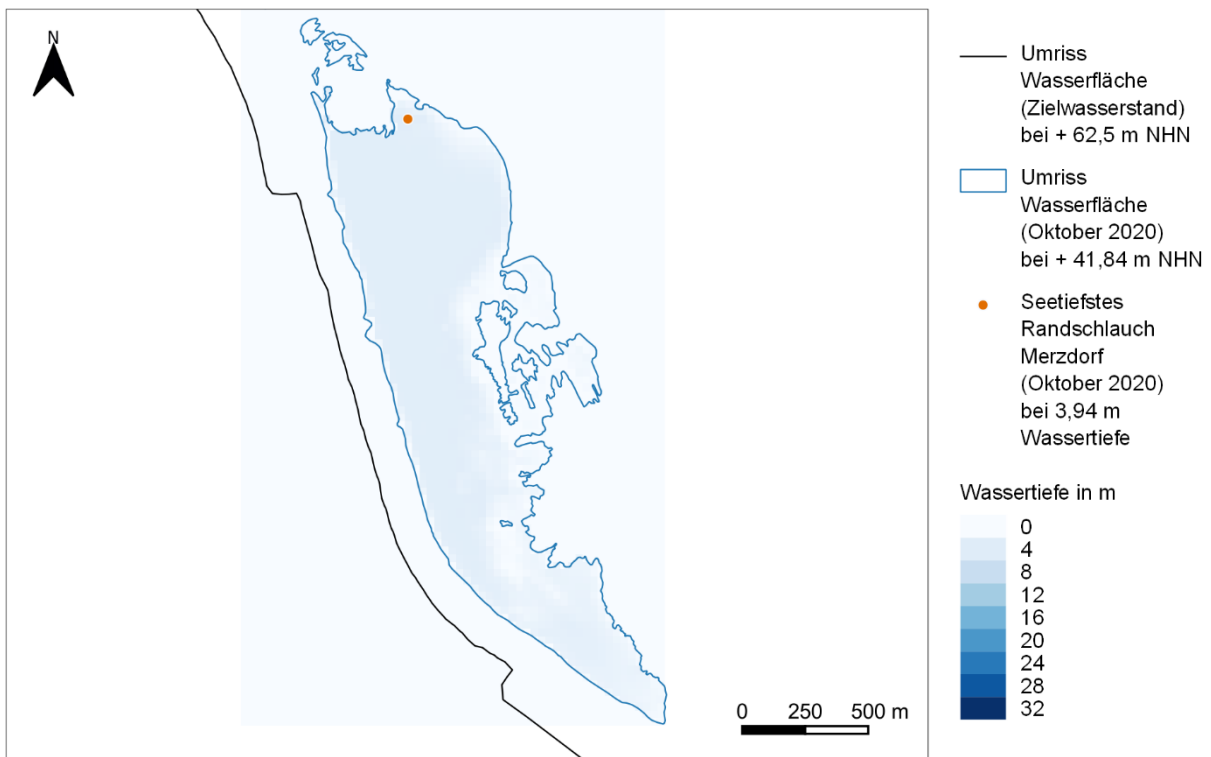 N
0 250 500 m
Umriss
Wasserfläche
(Zielwasserstand)
bei + 62,5 m NHN
Umriss
Wasserfläche
(Oktober 2020)
bei + 41,84 m NHN
Seetiefstes
Randschlauch
Merzdorf
(Oktober 2020)
bei 3,94 m
Wassertiefe
Wassertiefe in m
0
4
8
12
16
20
24
28
32